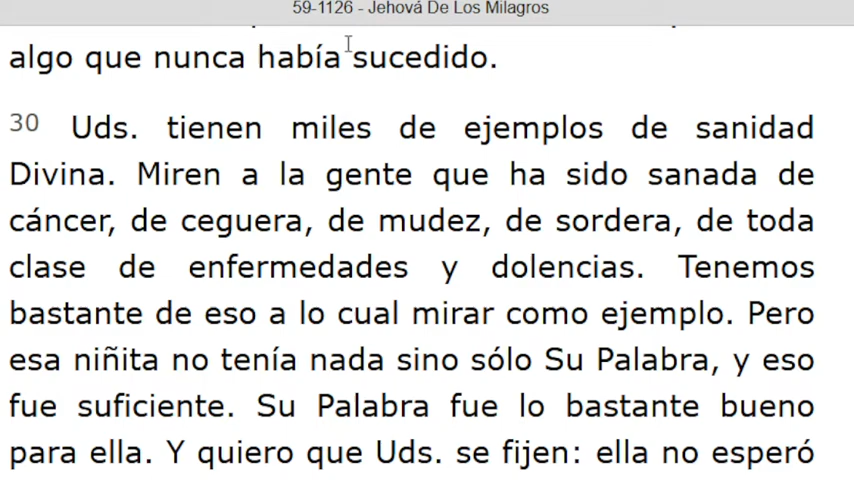 59-1126 - Jehová De Los Milagros
algo que nunca había sucedido.
30 Uds. tienen miles de ejemplos de sanidad
Divina. Miren a la gente que ha sido sanada de
cáncer, de ceguera, de mudez, de sordera, de toda
clase de enfermedades y dolencias. Tenemos
bastante de eso a lo cual mirar como ejemplo. Pero
esa niñita no tenía nada sino sólo Su Palabra, y eso
fue suficiente. Su Palabra fue lo bastante bueno
para ella. Y quiero que Uds. se fijen: ella no esperó